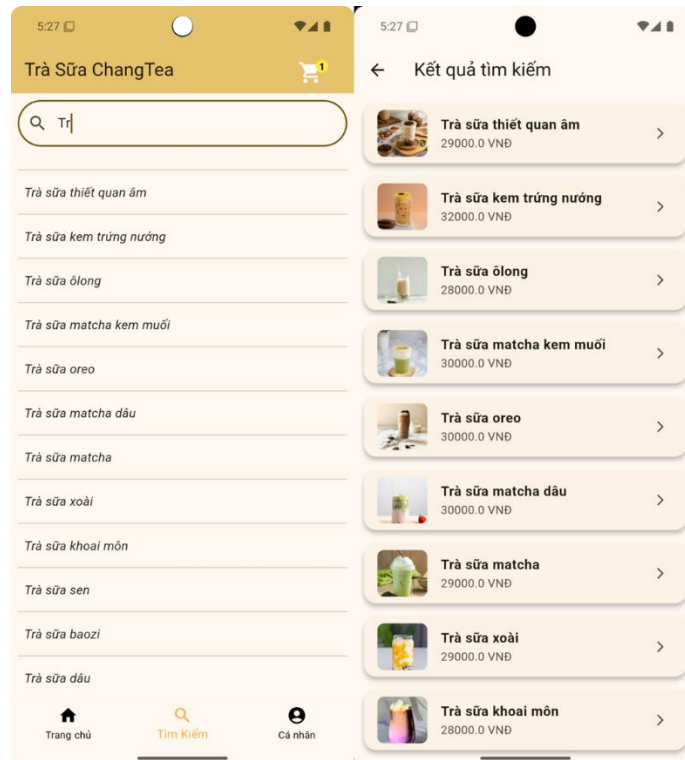 5:27
Trà Sữa ChangTea
1
Tr
Trà sữa thiết quan âm
Trà sữa kem trứng nướng
Trà sữa ôlong
Trà sữa matcha kem muối
Trà sữa oreo
Trà sữa matcha dâu
Trà sữa matcha
Trà sữa xoài
Trà sữa khoai môn
Trà sữa sen
Trà sữa baozi
Trà sữa dâu
Trang chủ
Tìm Kiếm
Cá nhân
5:27
Kết quả tìm kiếm
Trà sữa thiết quan âm
29000.0 VNĐ
Trà sữa kem trứng nướng
32000.0 VNĐ
Trà sữa ôlong
28000.0 VNĐ
Trà sữa matcha kem muối
30000.0 VNĐ
Trà sữa oreo
30000.0 VNĐ
Trà sữa matcha dâu
30000.0 VNĐ
Trà sữa matcha
29000.0 VNĐ
Trà sữa xoài
29000.0 VNĐ
Trà sữa khoai môn
28000.0 VNĐ